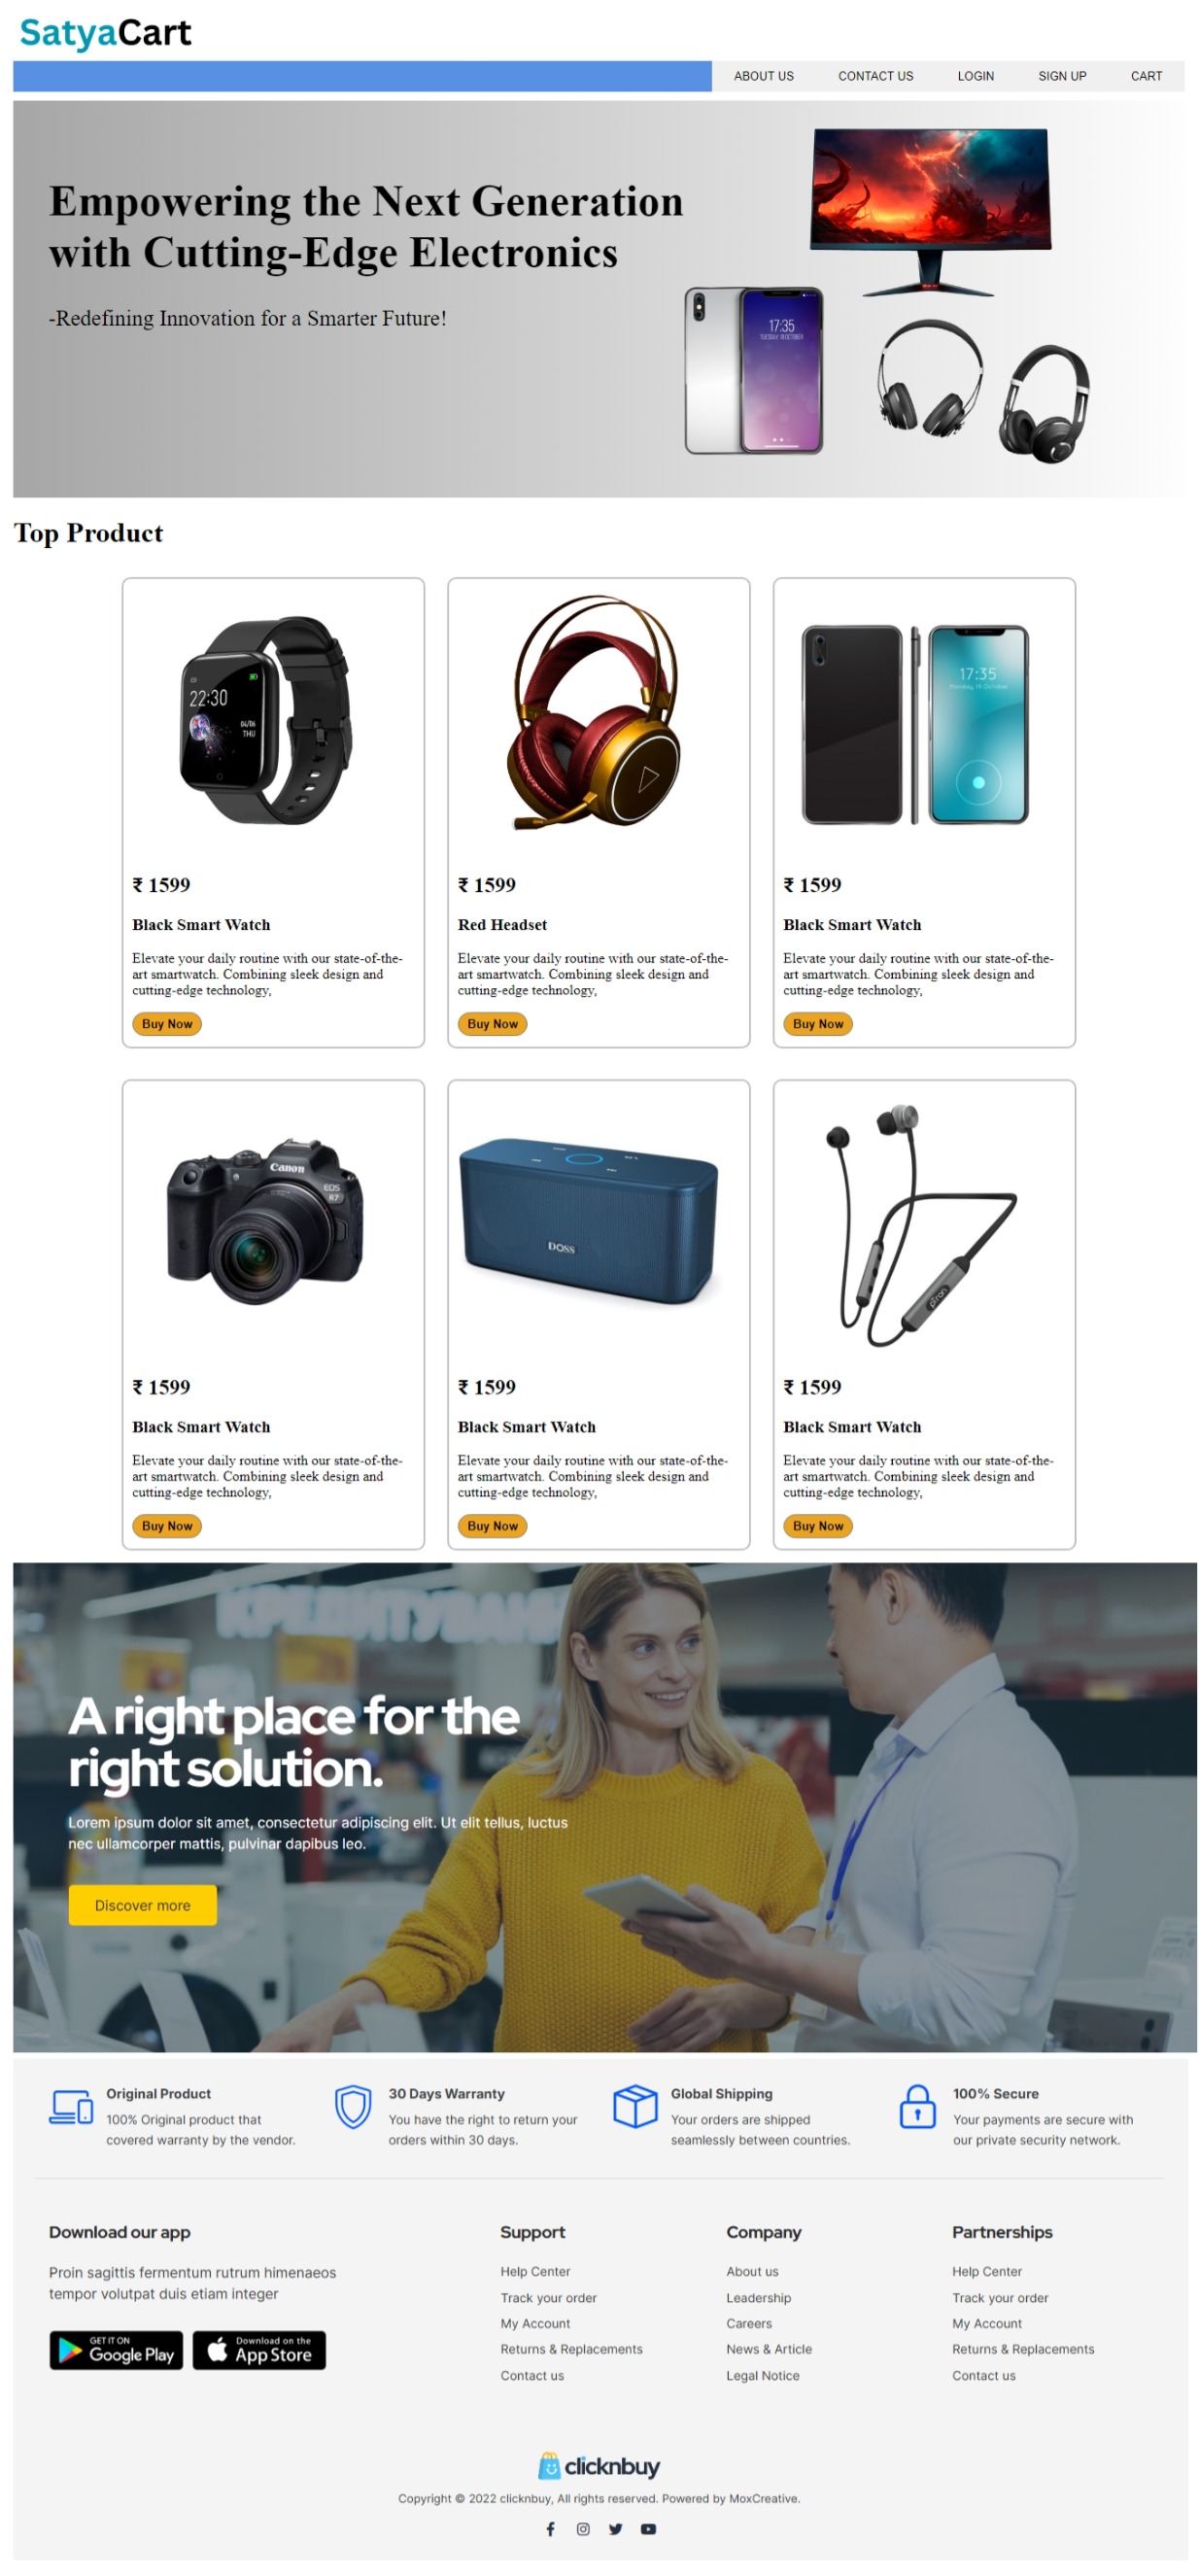 SatyaCart
ABOUT US CONTACT US LOGIN SIGN UP CART
Empowering the Next Generation
with Cutting-Edge Electronics
-Redefining Innovation for a Smarter Future!
17:35
Top Product
22:30
04/06
THU
17:35
Monday, 19 October
₹ 1599
Black Smart Watch
Elevate your daily routine with our state-of-the-
art smartwatch. Combining sleek design and
cutting-edge technology,
Buy Now
₹ 1599
Red Headset
Elevate your daily routine with our state-of-the-
art smartwatch. Combining sleek design and
cutting-edge technology,
Buy Now
₹ 1599
Black Smart Watch
Elevate your daily routine with our state-of-the-
art smartwatch. Combining sleek design and
cutting-edge technology,
Buy Now
Canon
EOS
R7
DOSS
pTron
₹ 1599
Black Smart Watch
Elevate your daily routine with our state-of-the-
art smartwatch. Combining sleek design and
cutting-edge technology,
Buy Now
₹ 1599
Black Smart Watch
Elevate your daily routine with our state-of-the-
art smartwatch. Combining sleek design and
cutting-edge technology,
Buy Now
₹ 1599
Black Smart Watch
Elevate your daily routine with our state-of-the-
art smartwatch. Combining sleek design and
cutting-edge technology,
Buy Now
A right place for the
right solution.
Lorem ipsum dolor sit amet, consectetur adipiscing elit. Ut elit tellus, luctus
nec ullamcorper mattis, pulvinar dapibus leo.
Discover more
Original Product
100% Original product that
covered warranty by the vendor.
30 Days Warranty
You have the right to return your
orders within 30 days.
Global Shipping
Your orders are shipped
seamlessly between countries.
100% Secure
Your payments are secure with
our private security network.
Download our app
Proin sagittis fermentum rutrum himenaeos
tempor volutpat duis etiam integer
GET IT ON
Google Play
Download on the
App Store
Support
Help Center
Track your order
My Account
Returns & Replacements
Contact us
Company
About us
Leadership
Careers
News & Article
Legal Notice
Partnerships
Help Center
Track your order
My Account
Returns & Replacements
Contact us
clicknbuy
Copyright © 2022 clicknbuy, All rights reserved. Powered by MoxCreative.